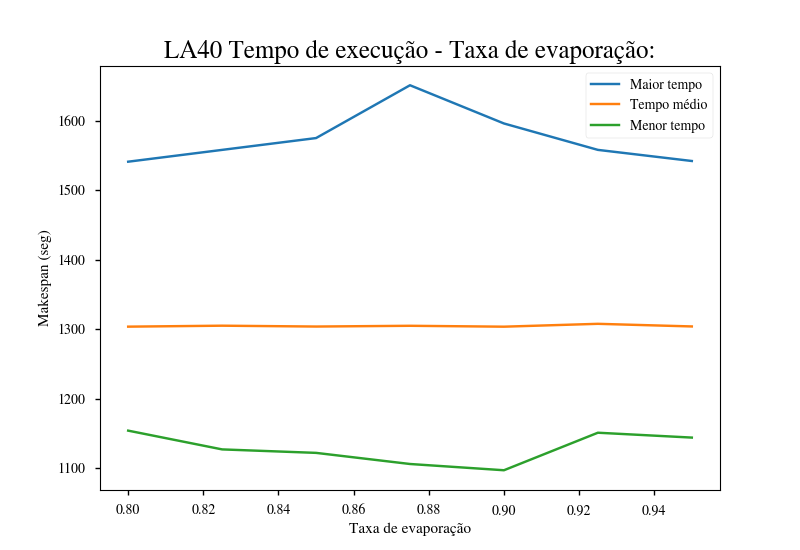 LA40 Tempo de execução - Taxa de evaporação:
Maior tempo
Tempo médio
Menor tempo
Makespan (seg)
1600
1500
1400
1300
1200
1100
0.80 0.82 0.84 0.86 0.88 0.90 0.92 0.94
Taxa de evaporação